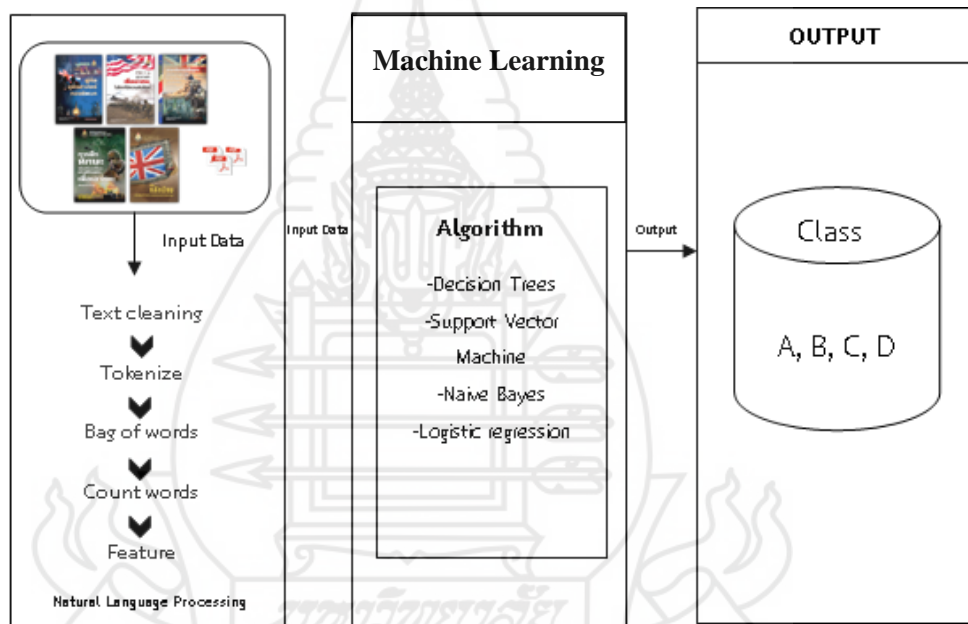 Input Data
Text cleaning
Tokenize
Bag of words
Count words
Feature
Natural Language Processing
Input Data
Machine Learning
Algorithm
-Decision Trees
-Support Vector
Machine
-Naive Bayes
-Logistic regression
Output
OUTPUT
Class
A, B, C, D